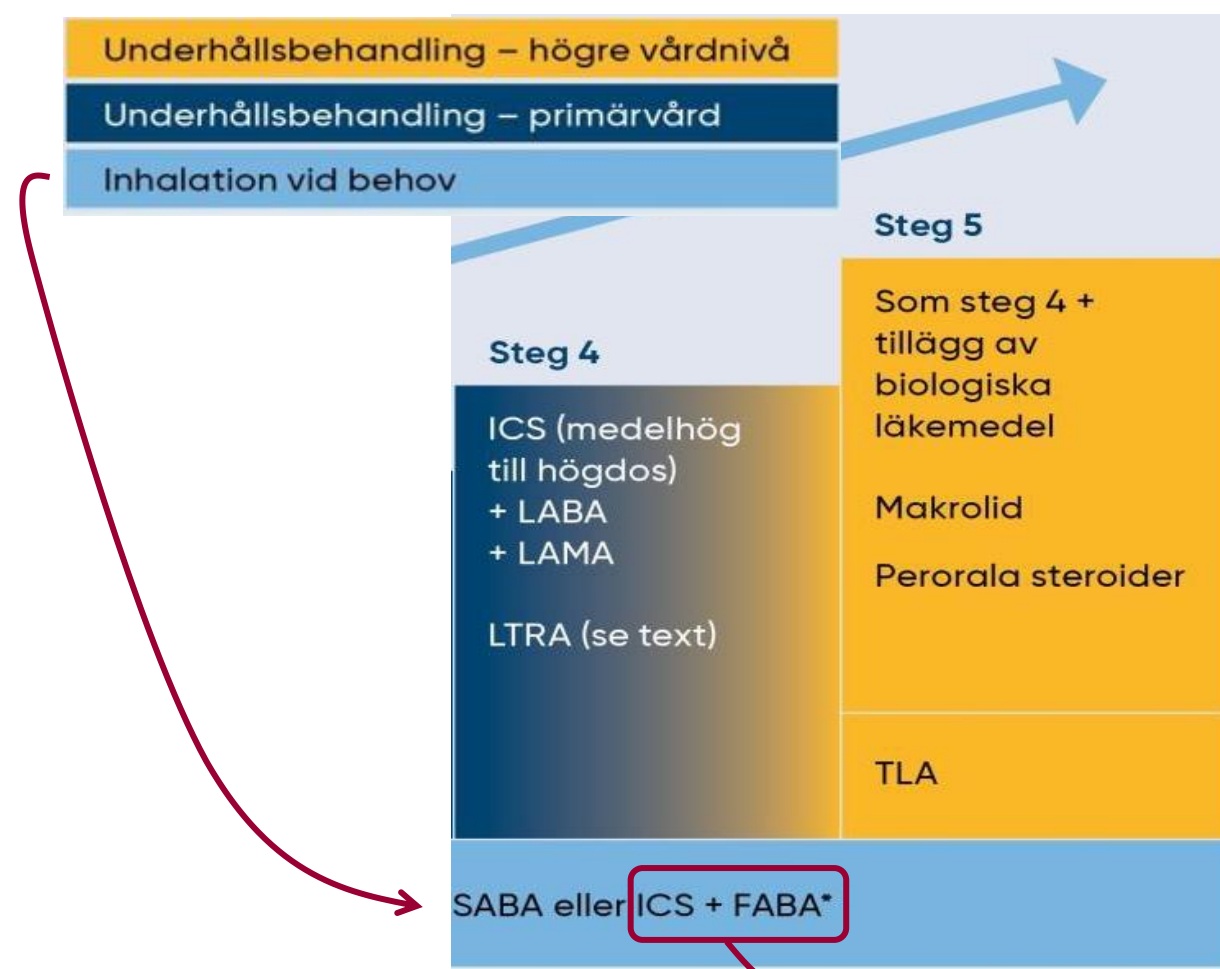 Underhållsbehandling – högre vårdnivå
Underhållsbehandling – primärvård
Inhalation vid behov
Steg 4
ICS (medelhög
till högdos)
+ LABA
+ LAMA
LTRA (se text)
Steg 5
Som steg 4 +
tillägg av
biologiska
läkemedel
Makrolid
Perorala steroider
TLA
SABA eller ICS + FABA*